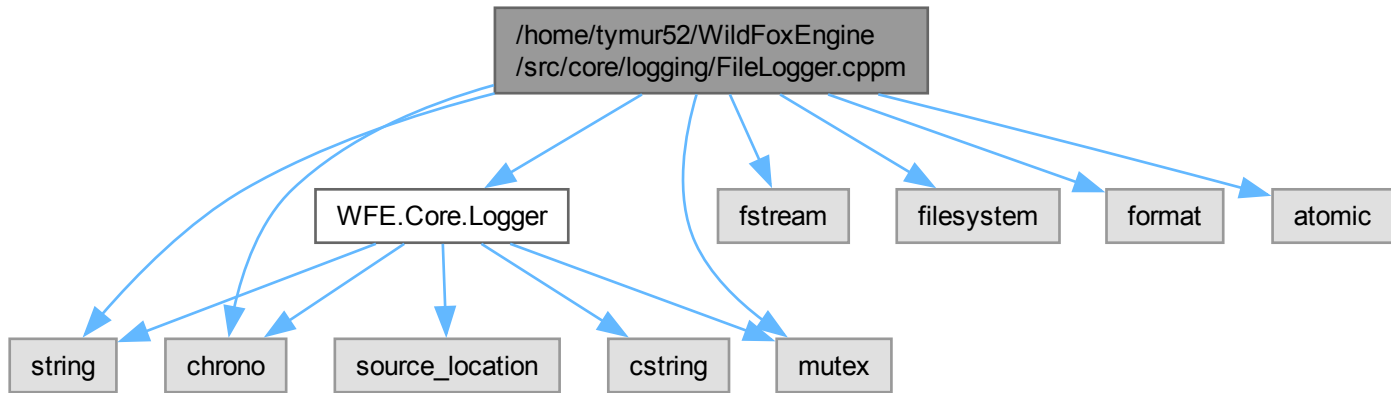 /home/tymur52/WildFoxEngine
/src/core/logging/FileLogger.cppm
WFE.Core.Logger
fstream
filesystem
format
atomic
string
chrono
source_location
cstring
mutex